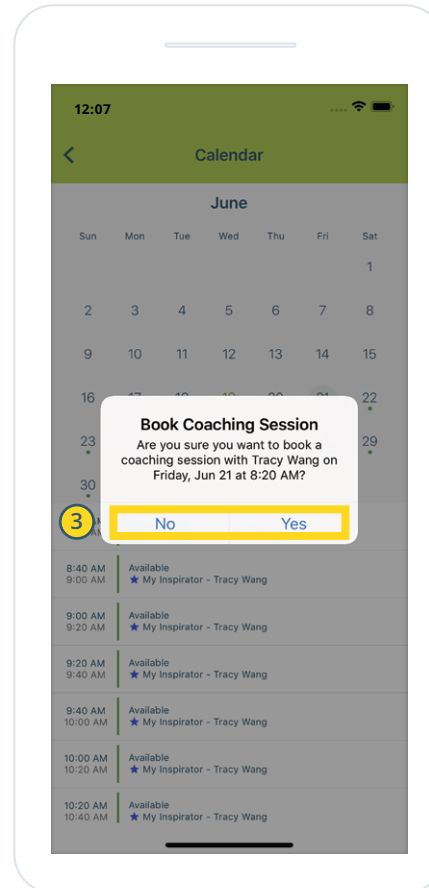 12:07
Calendar
June
Sun Mon Tue Wed Thu Fri Sat
1
2 3 4 5 6 7 8
9 10 11 12 13 14 15
16 22
23 29
30
Book Coaching Session
Are you sure you want to book a
coaching session with Tracy Wang on
Friday, Jun 21 at 8:20 AM?
3
No Yes
8:40 AM Available
9:00 AM ★ My Inspirator - Tracy Wang
9:00 AM Available
9:20 AM ★ My Inspirator - Tracy Wang
9:20 AM Available
9:40 AM ★ My Inspirator - Tracy Wang
9:40 AM Available
10:00 AM ★ My Inspirator - Tracy Wang
10:00 AM Available
10:20 AM ★ My Inspirator - Tracy Wang
10:20 AM Available
10:40 AM ★ My Inspirator - Tracy Wang